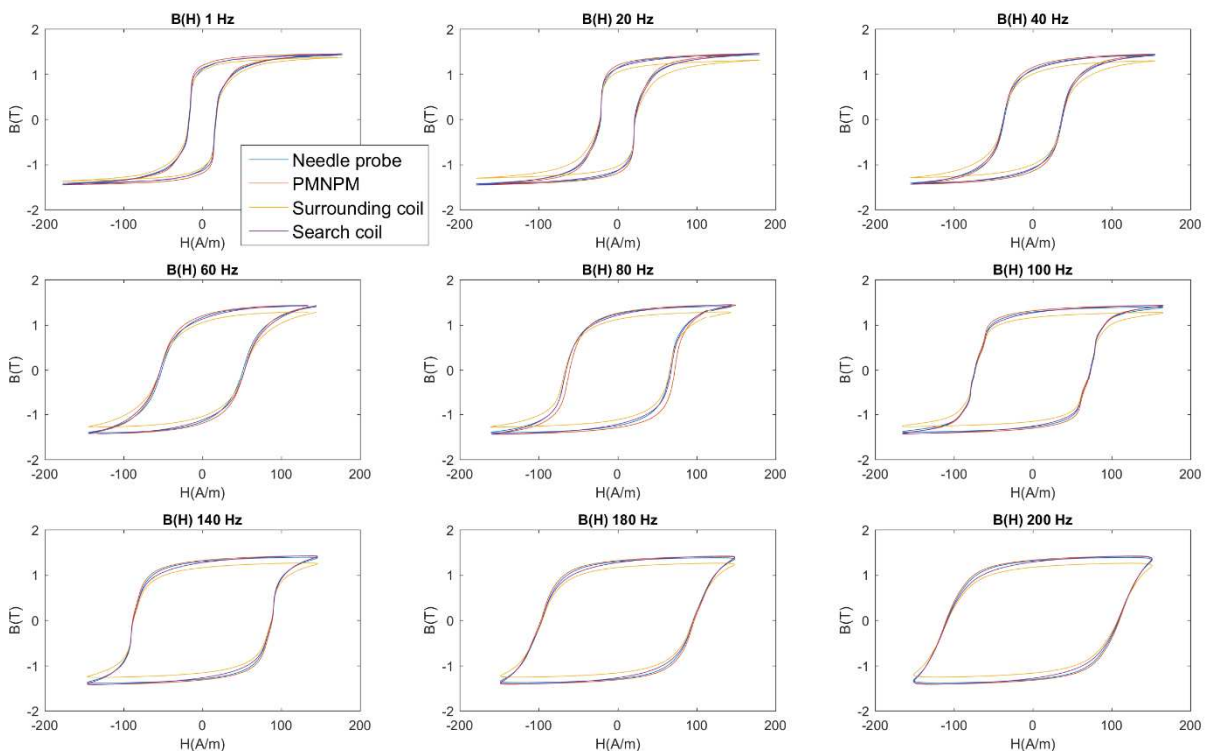 B(H) 1 Hz
B(H) 20 Hz
B(H) 40 Hz
2
1
0
-1
-2
B(T)
-200
-100
0
100
200
H(A/m)
Needle probe
PMNPM
Surrounding coil
Search coil
2
1
0
-1
-2
B(T)
-200
-100
0
100
200
H(A/m)
2
1
0
-1
-2
B(T)
-200
-100
0
100
200
H(A/m)
B(H) 60 Hz
B(H) 80 Hz
B(H) 100 Hz
2
1
0
-1
-2
B(T)
-200
-100
0
100
200
H(A/m)
2
1
0
-1
-2
B(T)
-200
-100
0
100
200
H(A/m)
2
1
0
-1
-2
B(T)
-200
-100
0
100
200
H(A/m)
B(H) 140 Hz
B(H) 180 Hz
B(H) 200 Hz
2
1
0
-1
-2
B(T)
-200
-100
0
100
200
H(A/m)
2
1
0
-1
-2
B(T)
-200
-100
0
100
200
H(A/m)
2
1
0
-1
-2
B(T)
-200
-100
0
100
200
H(A/m)